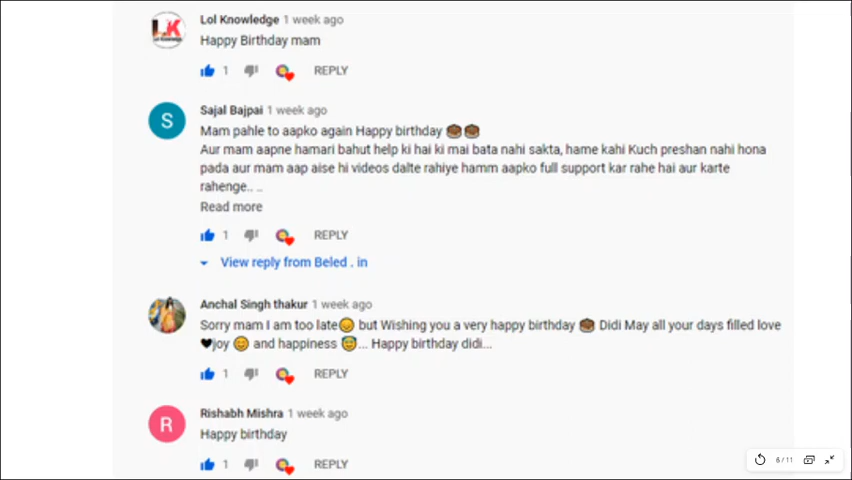 LK
Lol Knowledge 1 week ago
Happy Birthday mam
1 REPLY
S
Sajal Bajpai 1 week ago
Mam pahle to aapko again Happy birthday 🎂🎂
Aur mam aapne hamari bahut help ki hai ki mai bata nahi sakta, hame kahi Kuch preshan nahi hona
pada aur mam aap aise hi videos dalte rahiye hamm aapko full support kar rahe hai aur karte
rahenge.. ..
Read more
1 REPLY
View reply from Beled . in
Anchal Singh thakur 1 week ago
Sorry mam I am too late😞 but Wishing you a very happy birthday 🎂 Didi May all your days filled love
🖤joy 😊 and happiness 😇... Happy birthday didi...
1 REPLY
R
Rishabh Mishra 1 week ago
Happy birthday
1 REPLY
6/11